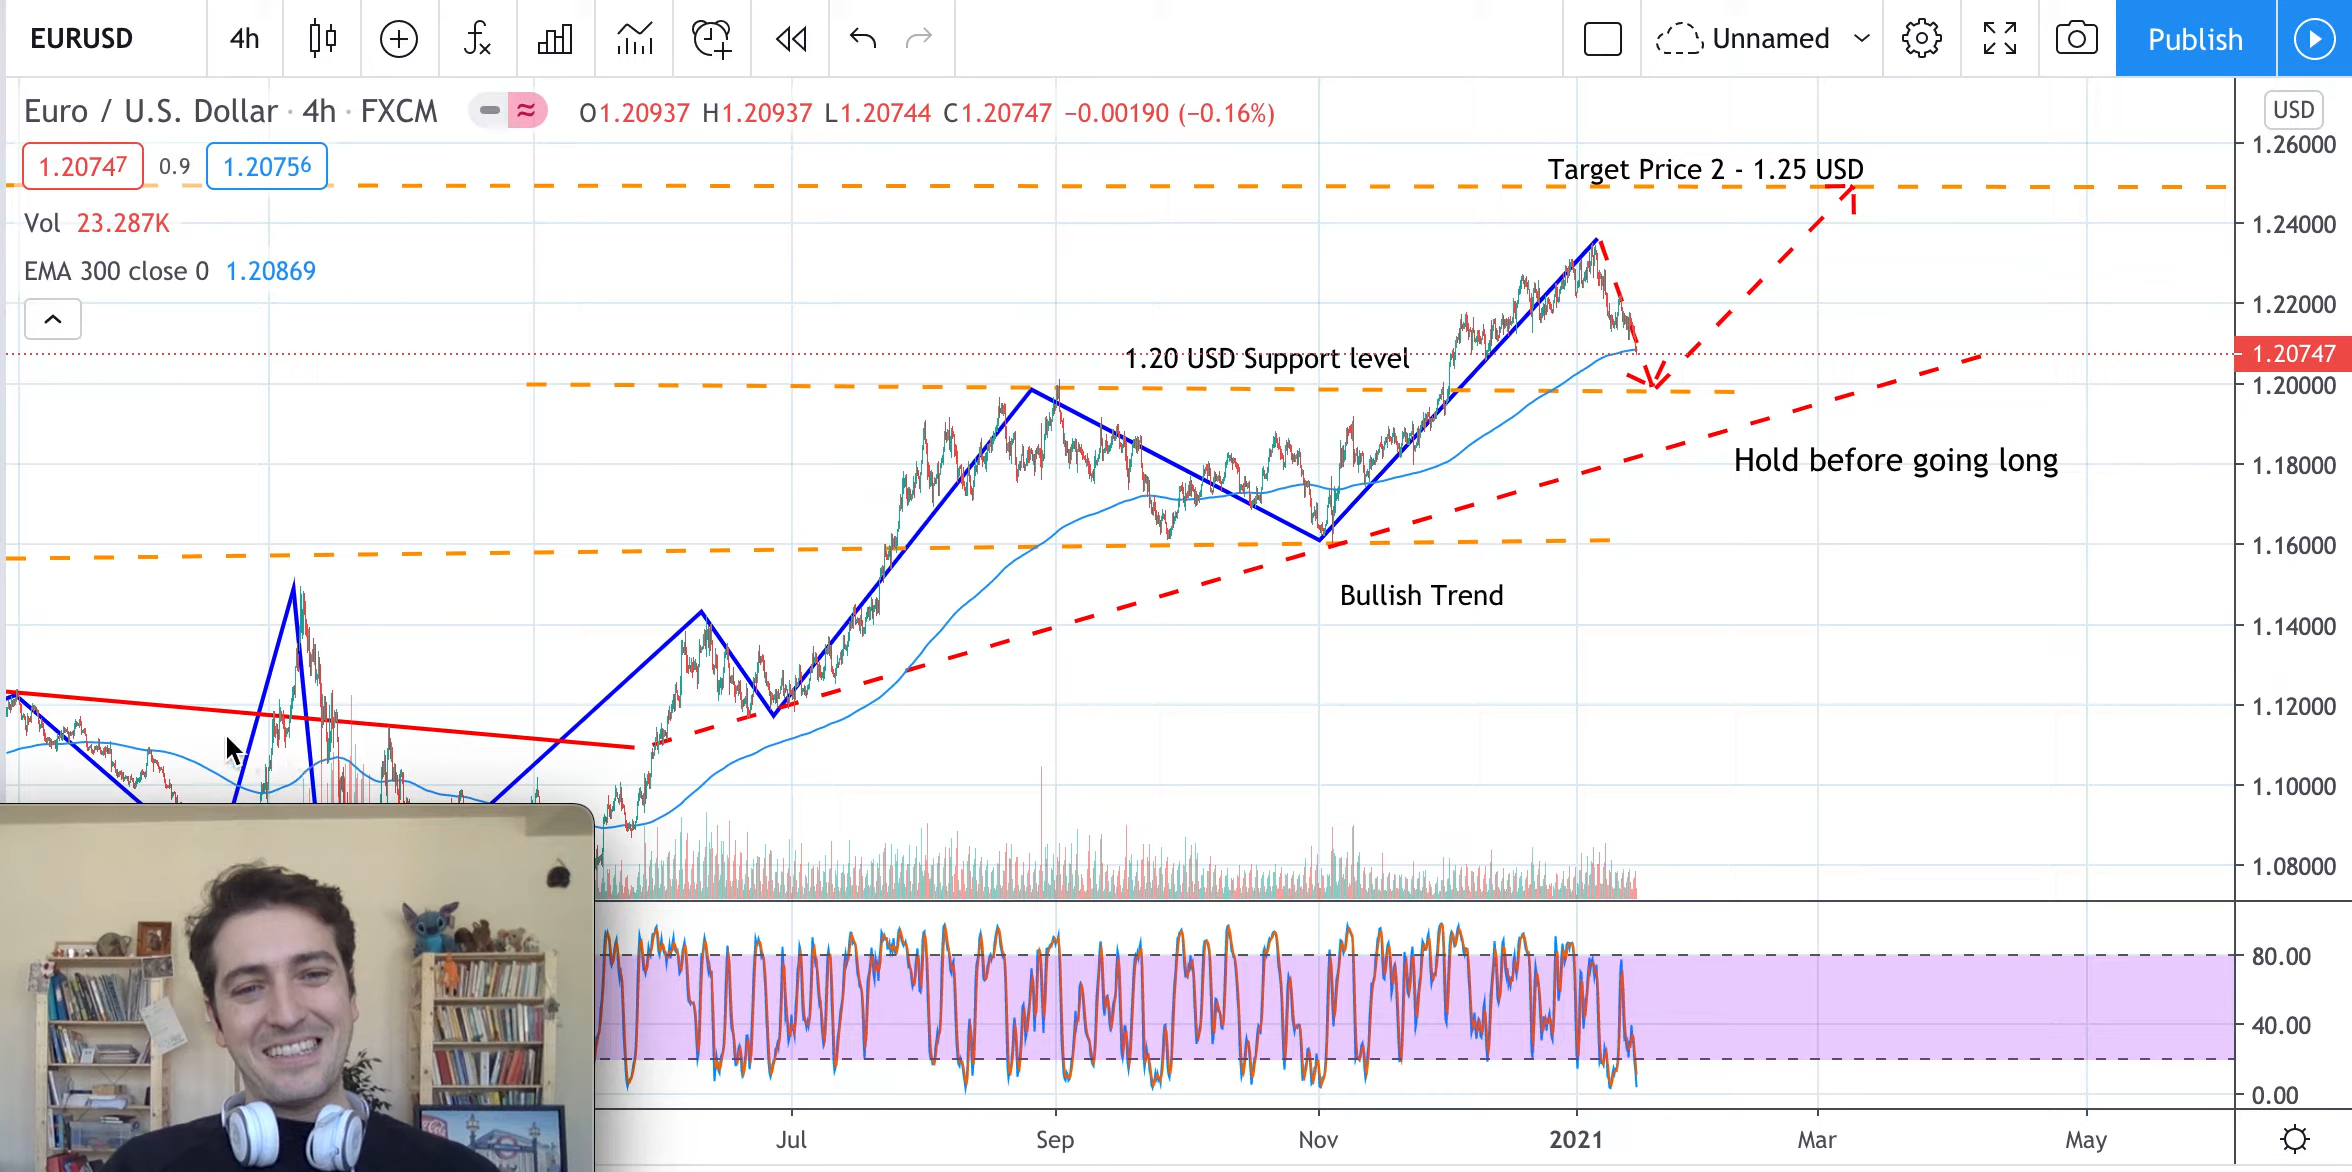 EURUSD 4h Unnamed Publish
Euro / U.S. Dollar · 4h · FXCM O1.20937 H1.20937 L1.20744 C1.20747 −0.00190 (−0.16%) USD
1.20747 0.9 1.20756
Vol 23.287K
EMA 300 close 0 1.20869
Target Price 2 - 1.25 USD
1.20 USD Support level
Hold before going long
Bullish Trend
1.26000
1.24000
1.22000
1.20747
1.20000
1.18000
1.16000
1.14000
1.12000
1.10000
1.08000
80.00
40.00
0.00
Jul Sep Nov 2021 Mar May